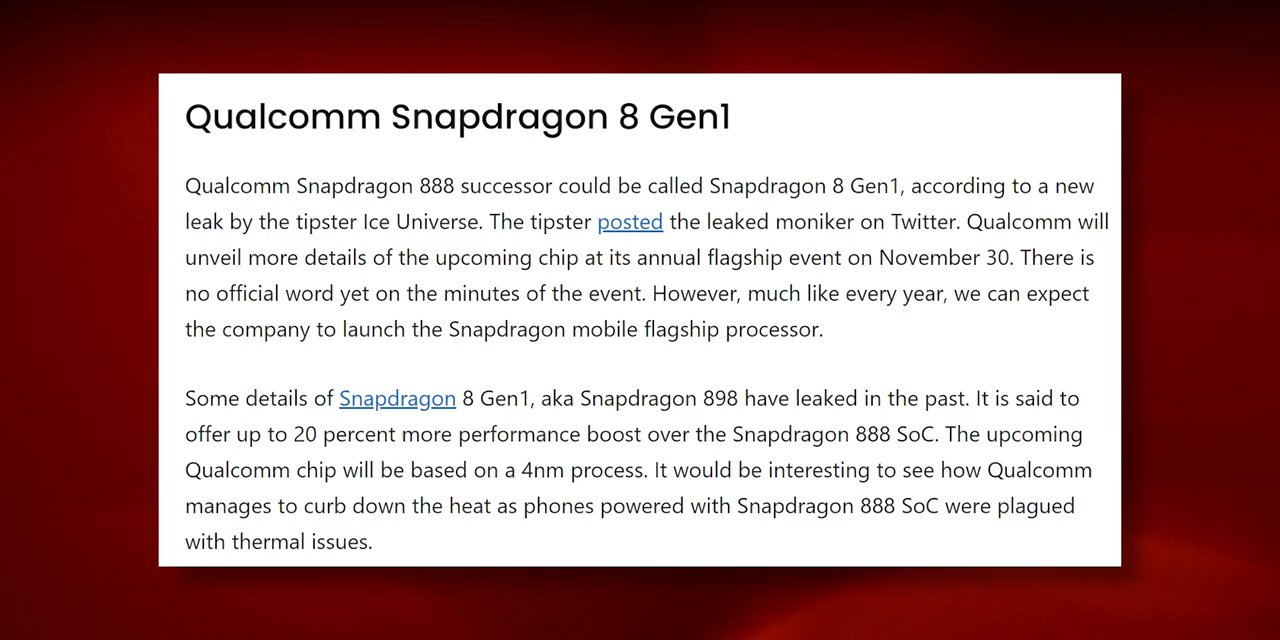 Qualcomm Snapdragon 8 Gen1
Qualcomm Snapdragon 888 successor could be called Snapdragon 8 Gen1, according to a new
leak by the tipster Ice Universe. The tipster posted the leaked moniker on Twitter. Qualcomm will
unveil more details of the upcoming chip at its annual flagship event on November 30. There is
no official word yet on the minutes of the event. However, much like every year, we can expect
the company to launch the Snapdragon mobile flagship processor.
Some details of Snapdragon 8 Gen1, aka Snapdragon 898 have leaked in the past. It is said to
offer up to 20 percent more performance boost over the Snapdragon 888 SoC. The upcoming
Qualcomm chip will be based on a 4nm process. It would be interesting to see how Qualcomm
manages to curb down the heat as phones powered with Snapdragon 888 SoC were plagued
with thermal issues.